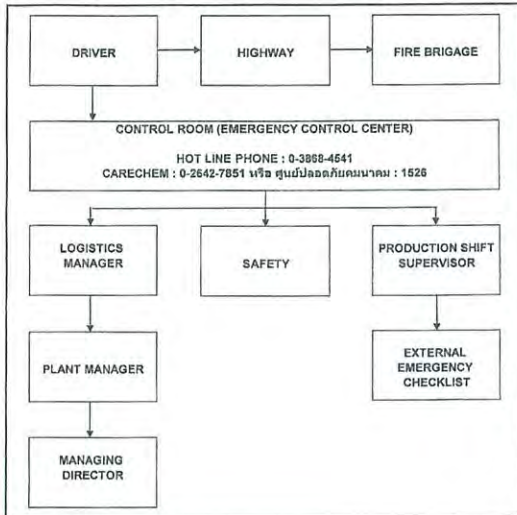 DRIVER
HIGHWAY
FIRE BRIGAGE
CONTROL ROOM (EMERGENCY CONTROL CENTER)
HOT LINE PHONE : 0-3868-4541
CARECHEM : 0-2642-7851 หรือ ศูนย์ปลอดภัยคมนาคม : 1526
LOGISTICS
MANAGER
SAFETY
PRODUCTION SHIFT
SUPERVISOR
PLANT MANAGER
EXTERNAL
EMERGENCY
CHECKLIST
MANAGING
DIRECTOR